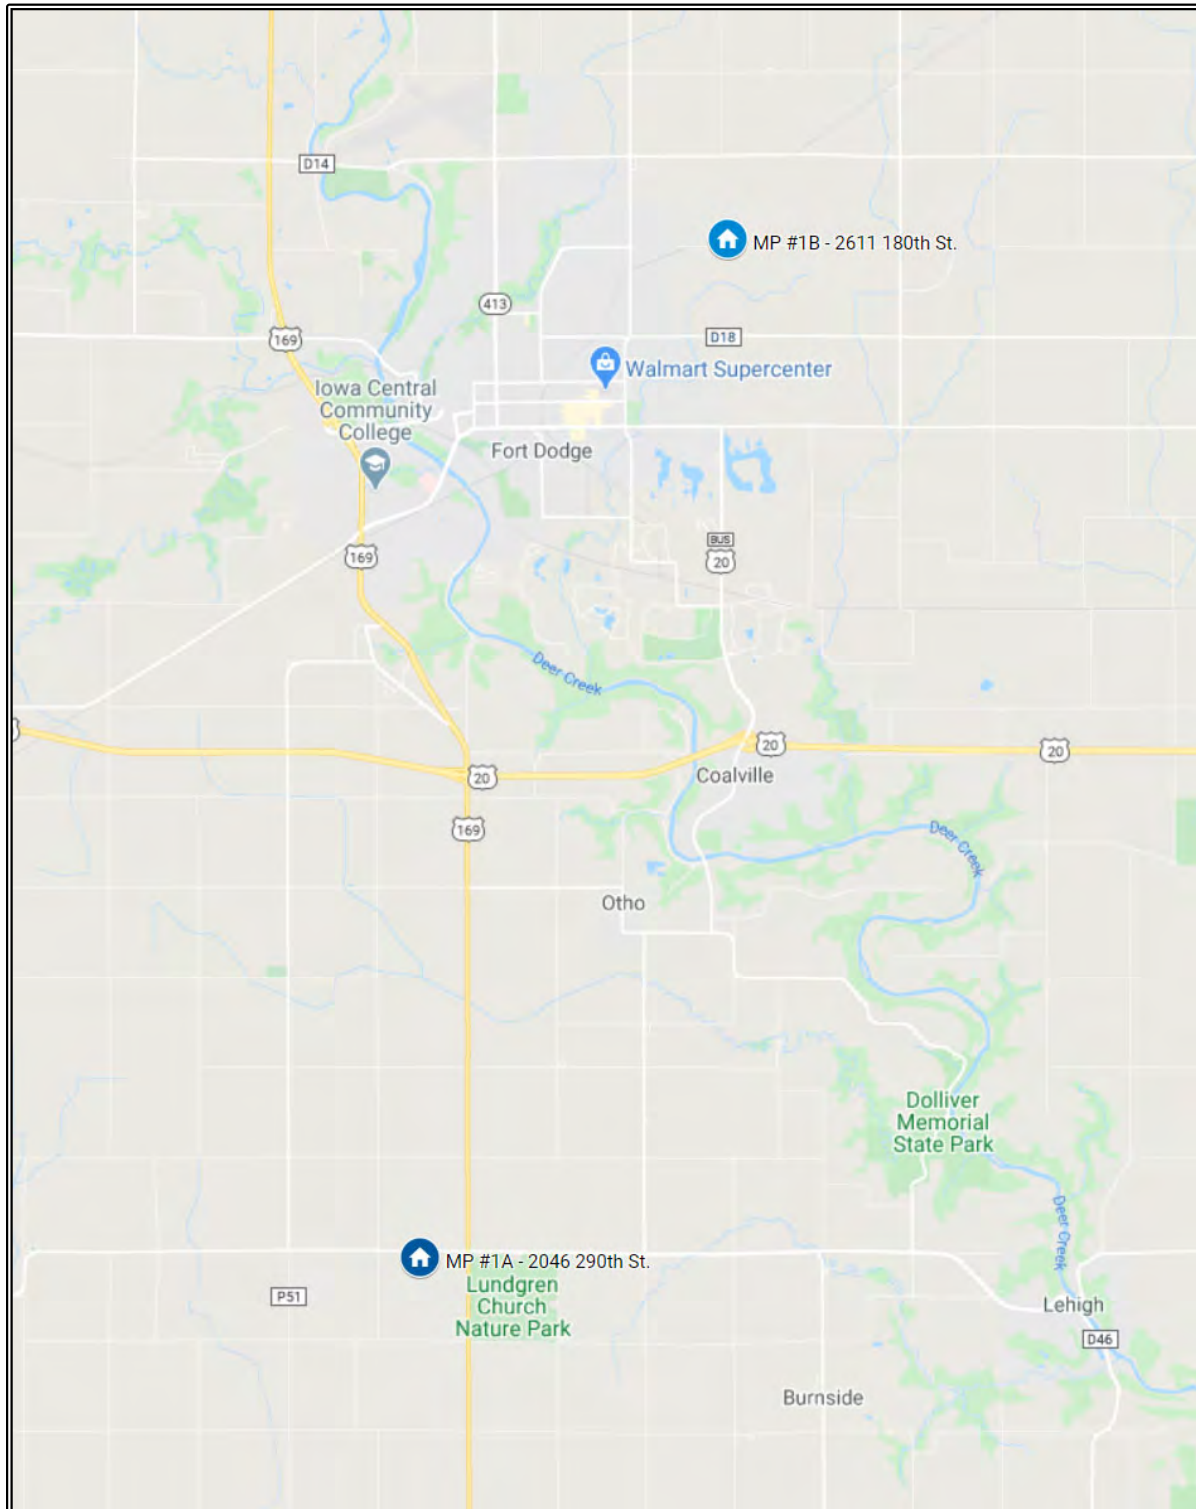 D14
MP #1B - 2611 180th St.
413
169
D18
Walmart Supercenter
Iowa Central
Community
College
Fort Dodge
BUS
20
169
Deer Creek
20
20
20
Coalville
169
Deer Creek
Otho
Dolliver
Memorial
State Park
Deer Creek
MP #1A - 2046 290th St.
P51
Lundgren
Church
Nature Park
Lehigh
D46
Burnside